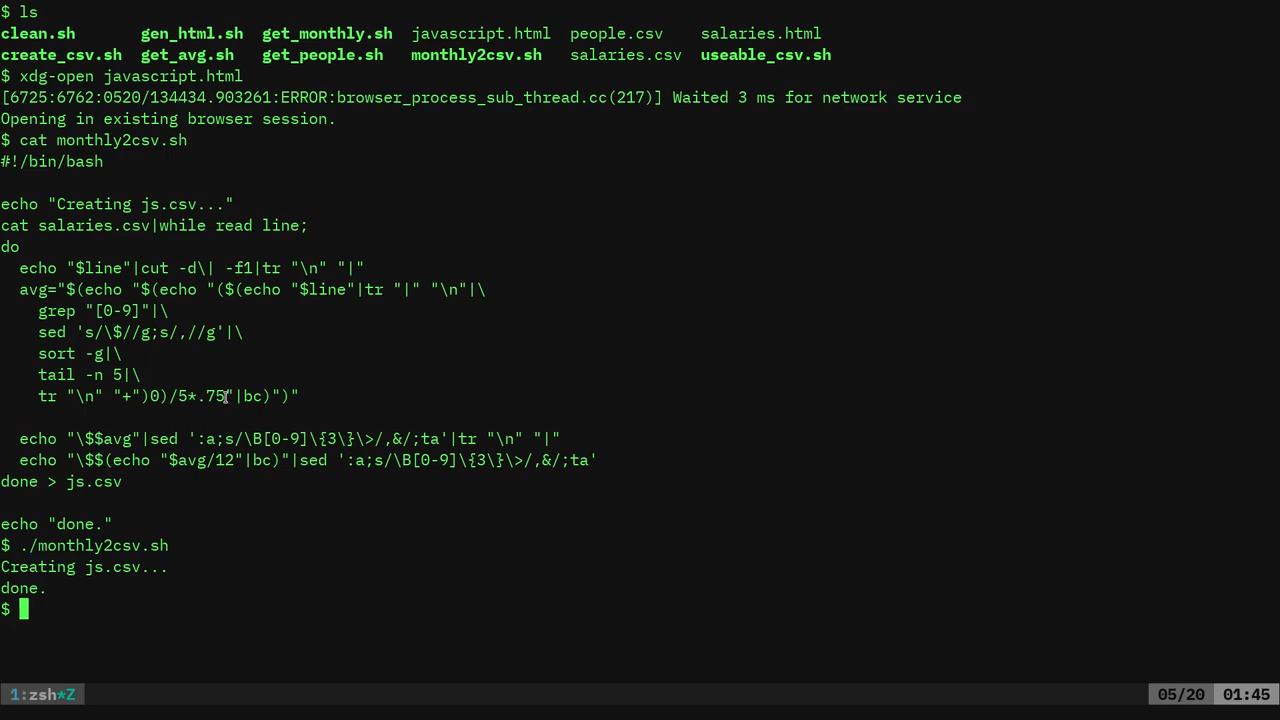 $ ls
clean.sh gen_html.sh get_monthly.sh javascript.html people.csv salaries.html
create_csv.sh get_avg.sh get_people.sh monthly2csv.sh salaries.csv useable_csv.sh
$ xdg-open javascript.html
[6725:6762:0520/134434.903261:ERROR:browser_process_sub_thread.cc(217)] Waited 3 ms for network service
Opening in existing browser session.
$ cat monthly2csv.sh
#!/bin/bash

echo "Creating js.csv..."
cat salaries.csv|while read line;
do
  echo "$line"|cut -d\| -f1|tr "\n" "|"
  avg="$(echo "$(echo "($(echo "$line"|tr "|" "\n"|\
    grep "[0-9]"|\
    sed 's/\$//g;s/,//g'|\
    sort -g|\
    tail -n 5|\
    tr "\n" "+")0)/5*.75"|bc)")"

  echo "\$$avg"|sed ':a;s/\B[0-9]\{3\}\>/,&/;ta'|tr "\n" "|"
  echo "\$$(echo "$avg/12"|bc)"|sed ':a;s/\B[0-9]\{3\}\>/,&/;ta'
done > js.csv

echo "done."
$ ./monthly2csv.sh
Creating js.csv...
done.
$
1:zsh*Z 05/20 01:45